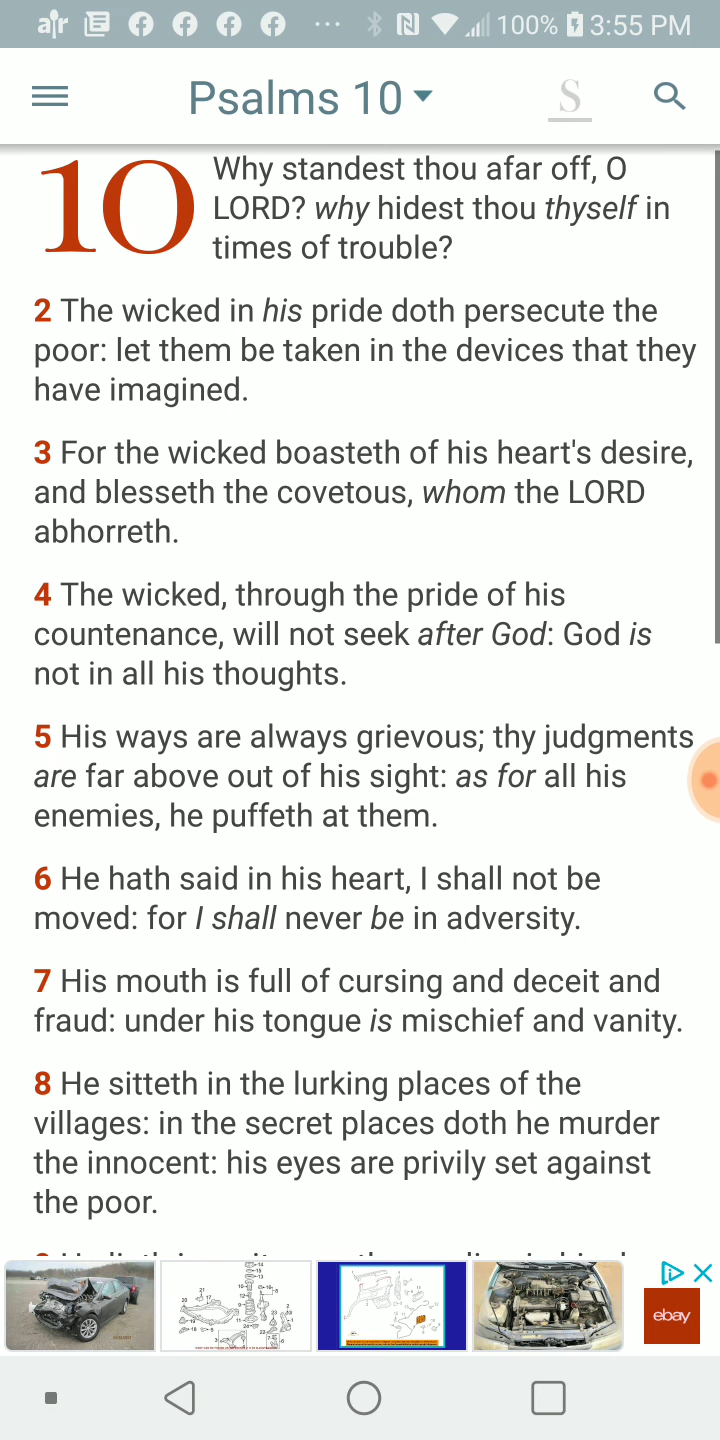 afr 100% 3:55 PM
Psalms 10 S
10 Why standest thou afar off, O
LORD? why hidest thou thyself in
times of trouble?
2 The wicked in his pride doth persecute the
poor: let them be taken in the devices that they
have imagined.
3 For the wicked boasteth of his heart's desire,
and blesseth the covetous, whom the LORD
abhorreth.
4 The wicked, through the pride of his
countenance, will not seek after God: God is
not in all his thoughts.
5 His ways are always grievous; thy judgments
are far above out of his sight: as for all his
enemies, he puffeth at them.
6 He hath said in his heart, I shall not be
moved: for I shall never be in adversity.
7 His mouth is full of cursing and deceit and
fraud: under his tongue is mischief and vanity.
8 He sitteth in the lurking places of the
villages: in the secret places doth he murder
the innocent: his eyes are privily set against
the poor.
ebay